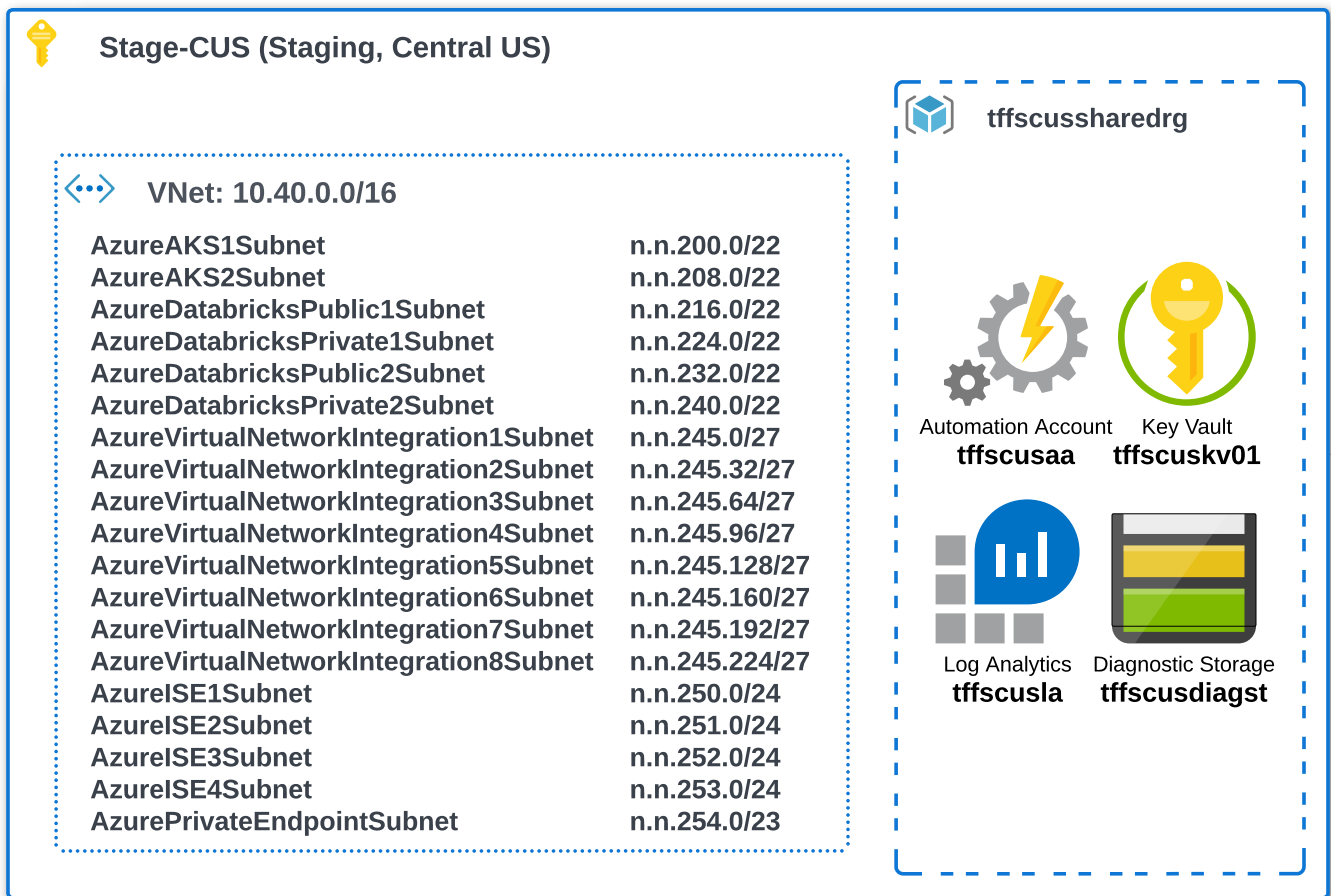 Stage-CUS (Staging, Central US)
tffscussharedrg
VNet: 10.40.0.0/16
AzureAKS1Subnet n.n.200.0/22
AzureAKS2Subnet n.n.208.0/22
AzureDatabricksPublic1Subnet n.n.216.0/22
AzureDatabricksPrivate1Subnet n.n.224.0/22
AzureDatabricksPublic2Subnet n.n.232.0/22
AzureDatabricksPrivate2Subnet n.n.240.0/22
AzureVirtualNetworkIntegration1Subnet n.n.245.0/27
AzureVirtualNetworkIntegration2Subnet n.n.245.32/27
AzureVirtualNetworkIntegration3Subnet n.n.245.64/27
AzureVirtualNetworkIntegration4Subnet n.n.245.96/27
AzureVirtualNetworkIntegration5Subnet n.n.245.128/27
AzureVirtualNetworkIntegration6Subnet n.n.245.160/27
AzureVirtualNetworkIntegration7Subnet n.n.245.192/27
AzureVirtualNetworkIntegration8Subnet n.n.245.224/27
AzureISE1Subnet n.n.250.0/24
AzureISE2Subnet n.n.251.0/24
AzureISE3Subnet n.n.252.0/24
AzureISE4Subnet n.n.253.0/24
AzurePrivateEndpointSubnet n.n.254.0/23
Automation Account
tffscusaa
Key Vault
tffscuskv01
Log Analytics
tffscusla
Diagnostic Storage
tffscusdiagst